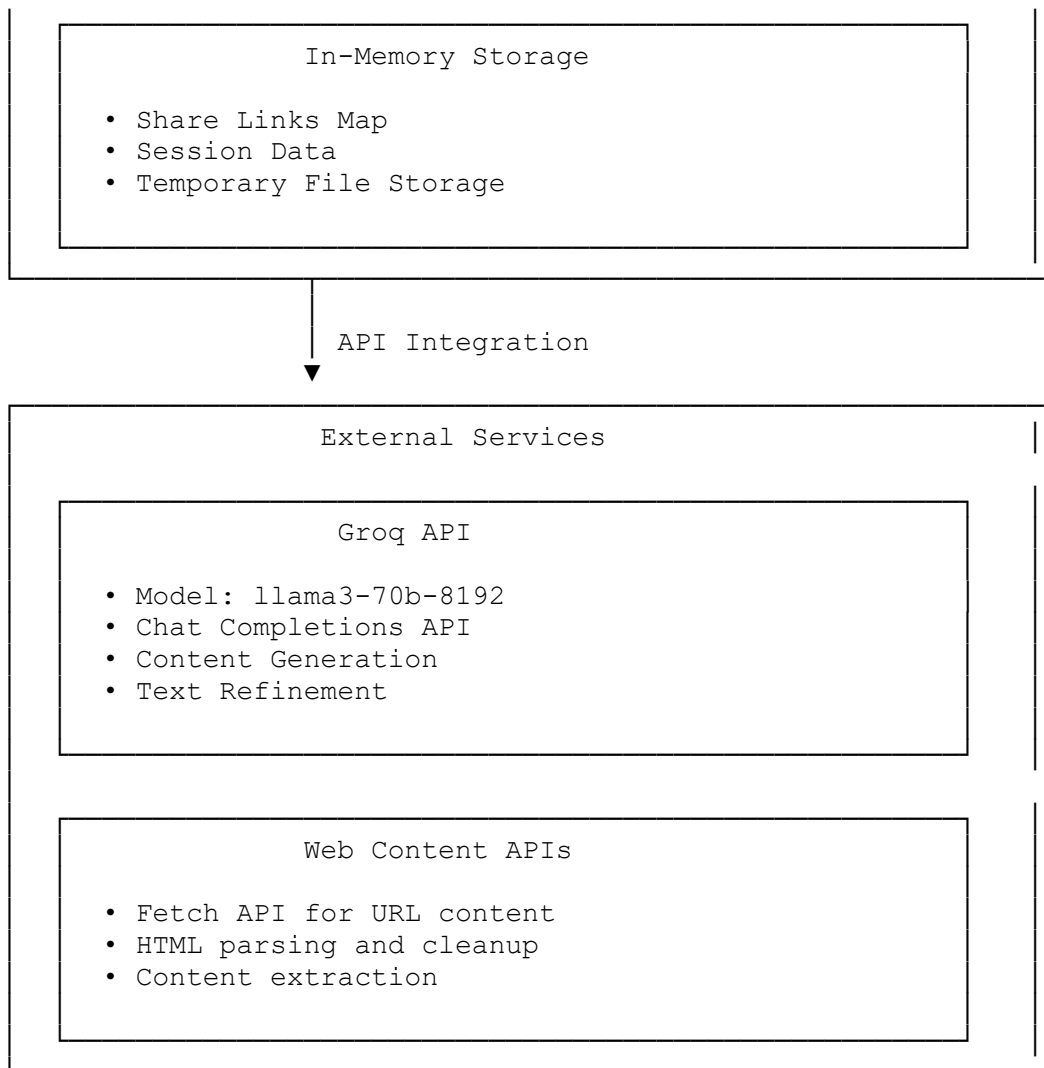 In-Memory Storage
• Share Links Map
• Session Data
• Temporary File Storage
API Integration
External Services
Groq API
• Model: llama3-70b-8192
• Chat Completions API
• Content Generation
• Text Refinement
Web Content APIs
• Fetch API for URL content
• HTML parsing and cleanup
• Content extraction